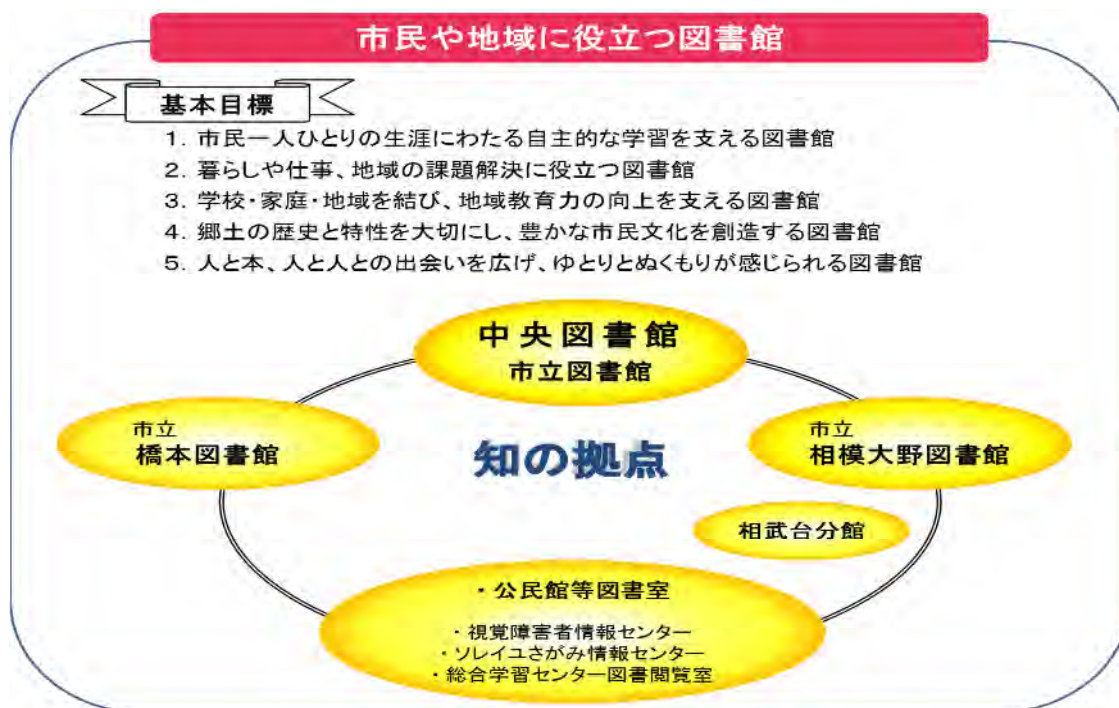 市民や地域に役立つ図書館
基本目標
1. 市民一人ひとりの生涯にわたる自主的な学習を支える図書館
2. 暮らしや仕事、地域の課題解決に役立つ図書館
3. 学校・家庭・地域を結び、地域教育力の向上を支える図書館
4. 郷土の歴史と特性を大切にし、豊かな市民文化を創造する図書館
5. 人と本、人と人との出会いを広げ、ゆとりとぬくもりが感じられる図書館
中央図書館
市立図書館
市立
橋本図書館
知の拠点
市立
相模大野図書館
相武台分館
・公民館等図書室
・視覚障害者情報センター
・ソレイユさがみ情報センター
・総合学習センター図書閲覧室